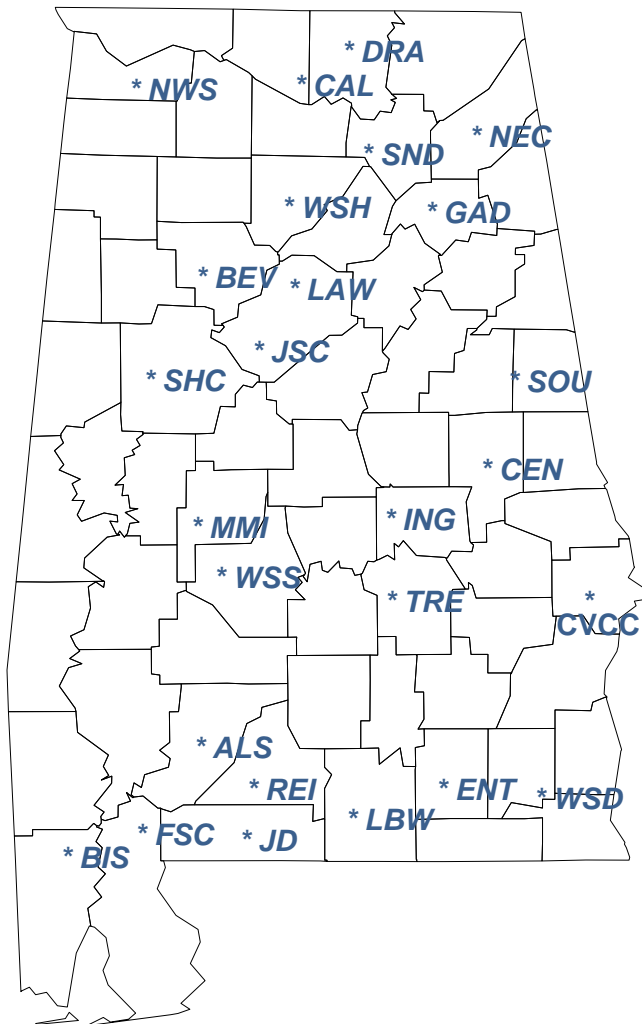 * DRA
* NWS
* CAL
* NEC
* SND
* WSH
* GAD
* BEV
* LAW
* JSC
* SHC
* SOU
* CEN
* MMI
* ING
* WSS
* TRE
*
CVCC
* ALS
* REI
* ENT
* WSD
* LBW
* FSC
* JD
* BIS